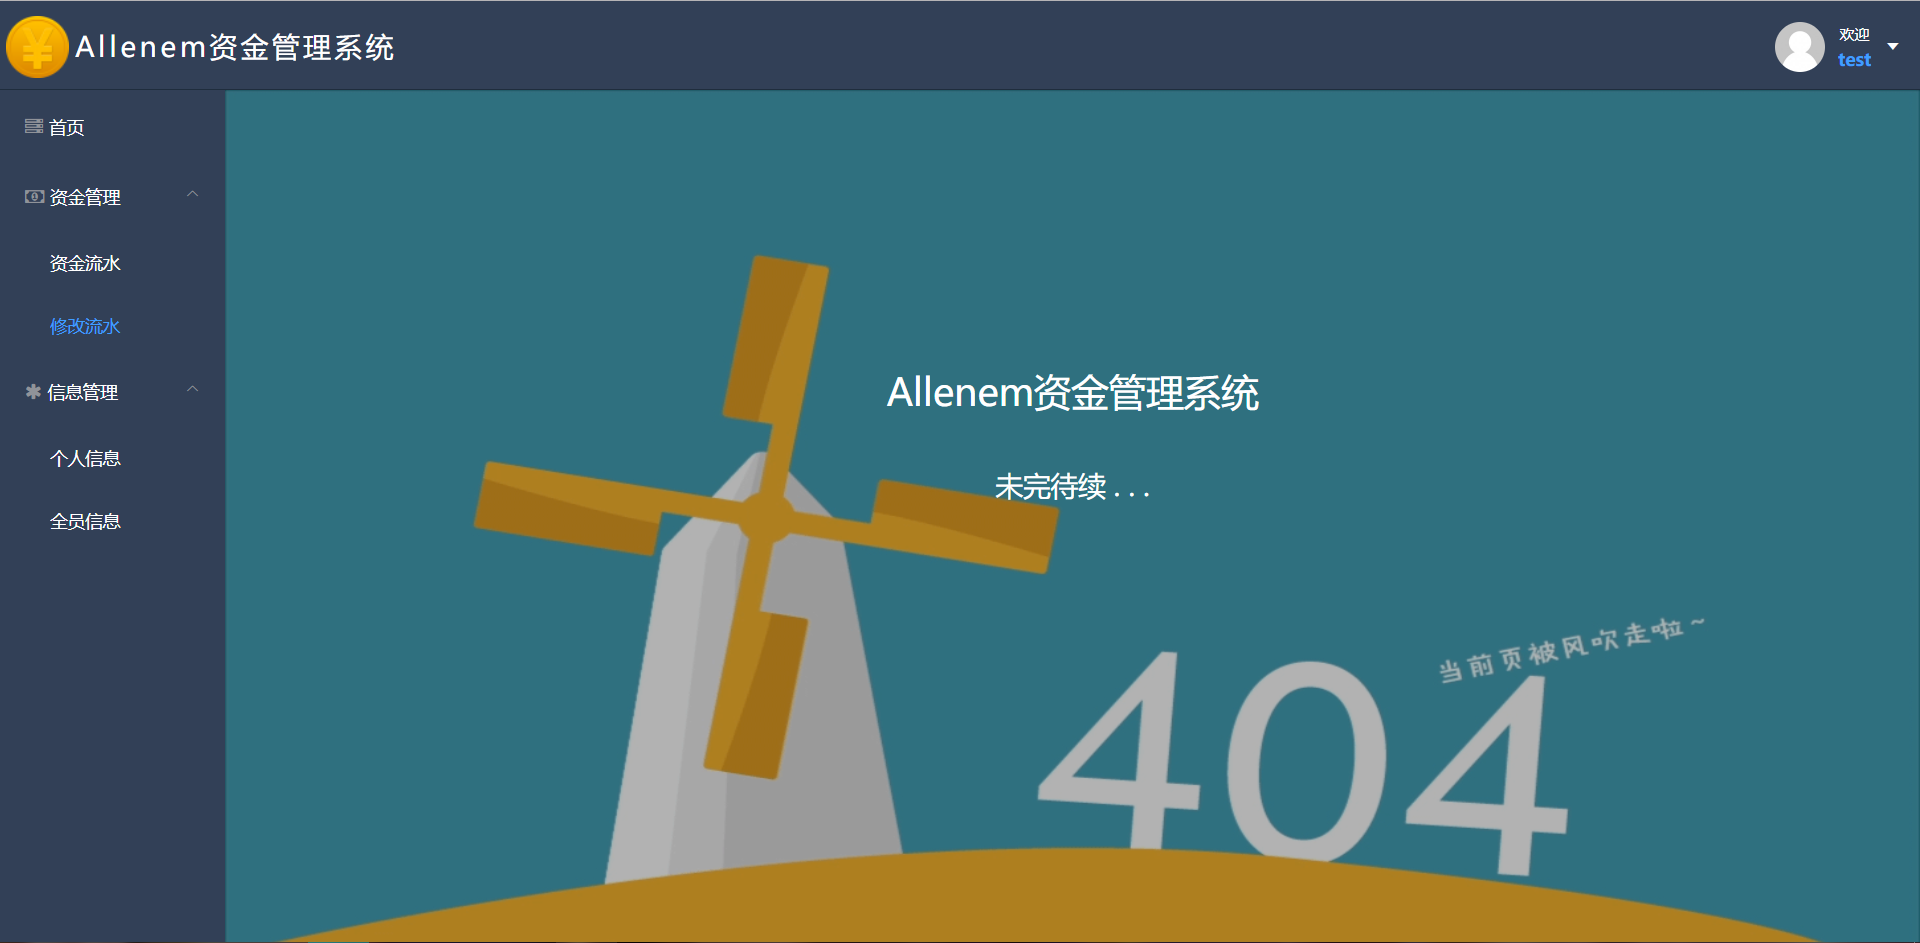 Allenem资金管理系统
欢迎
test
首页
资金管理
资金流水
修改流水
信息管理
个人信息
全员信息
Allenem资金管理系统
未完待续 . . .
当前页被风吹走啦~
404